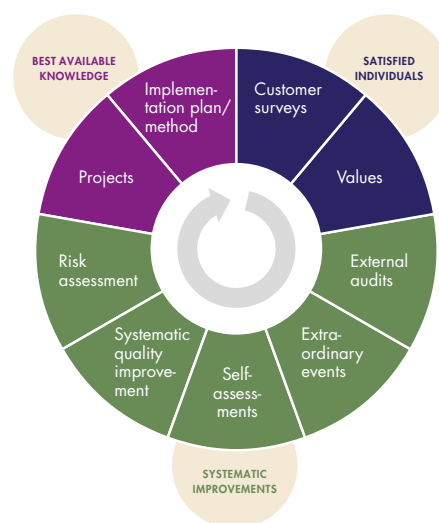 BEST AVAILABLE
KNOWLEDGE
SATISFIED
INDIVIDUALS
Implemen-
tation plan/
method
Customer
surveys
Projects
Values
Risk
assessment
External
audits
Systematic
quality
improve-
ment
Extra-
ordinary
events
Self-
assess-
ments
SYSTEMATIC
IMPROVEMENTS